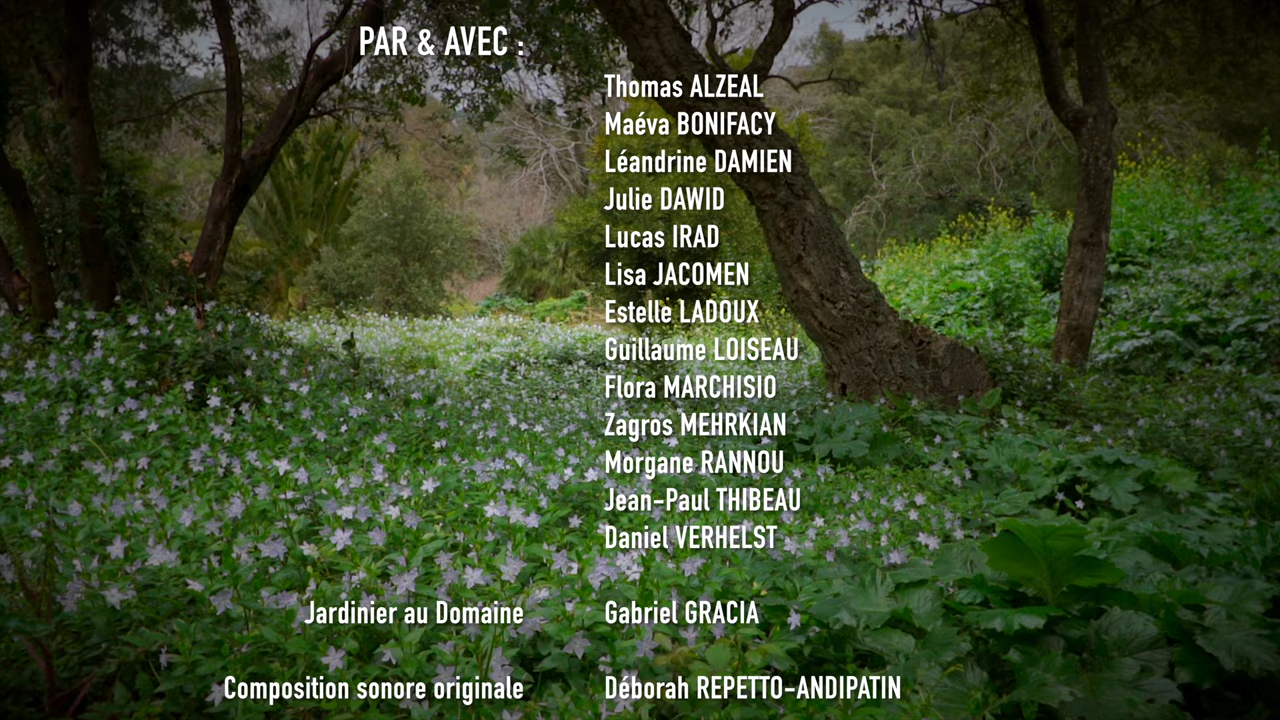 PAR & AVEC :
Thomas ALZEAL
Maéva BONIFACY
Léandrine DAMIEN
Julie DAWID
Lucas IRAD
Lisa JACOMEN
Estelle LADOUX
Guillaume LOISEAU
Flora MARCHISIO
Zagros MEHRKIAN
Morgane RANNOU
Jean-Paul THIBEAU
Daniel VERHELST
Jardinier au Domaine Gabriel GRACIA
Composition sonore originale Déborah REPETTO-ANDIPATIN